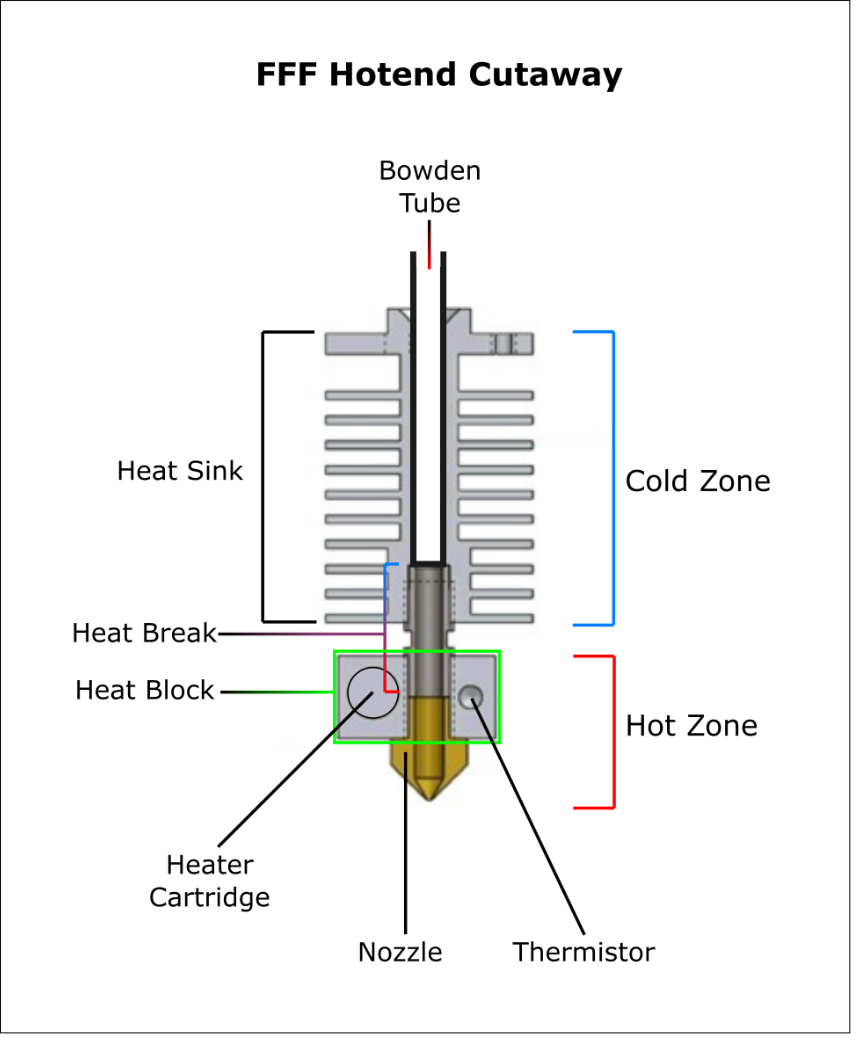 FFF Hotend Cutaway
Bowden
Tube
Heat Sink
Cold Zone
Heat Break
Heat Block
Hot Zone
Heater
Cartridge
Nozzle
Thermistor